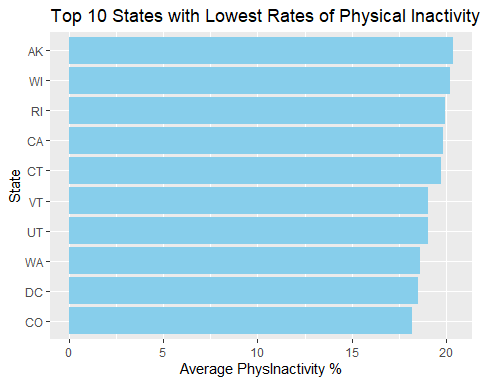 Top 10 States with Lowest Rates of Physical Inactivity
State
AK
WI
RI
CA
CT
VT
UT
WA
DC
CO
0 5 10 15 20
Average PhysInactivity %